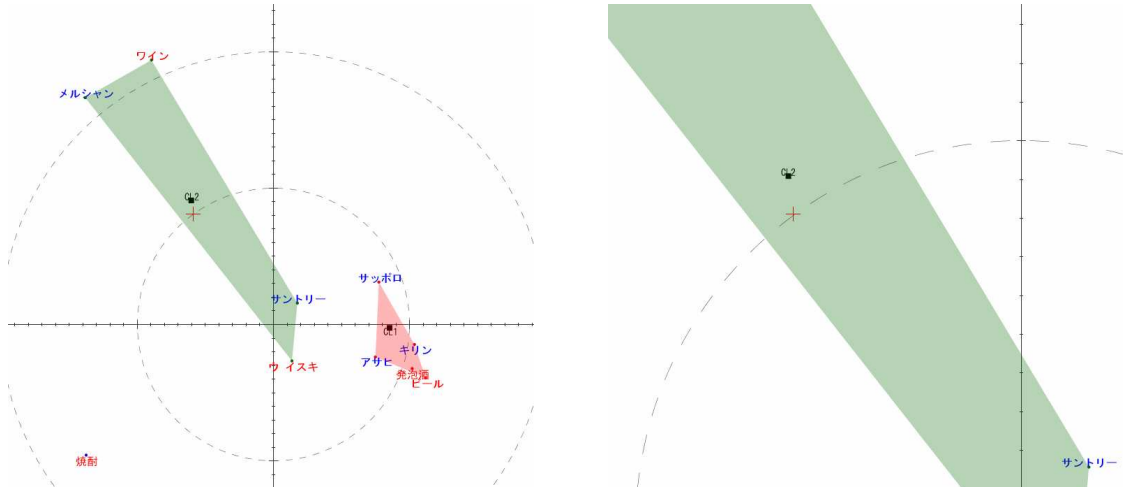 ワイン
メルシャン
CL2
サントリー
サッポロ
CL1
キリン
アサヒ
ウイスキ
発泡酒
ビール
焼酎
CL2
サントリー